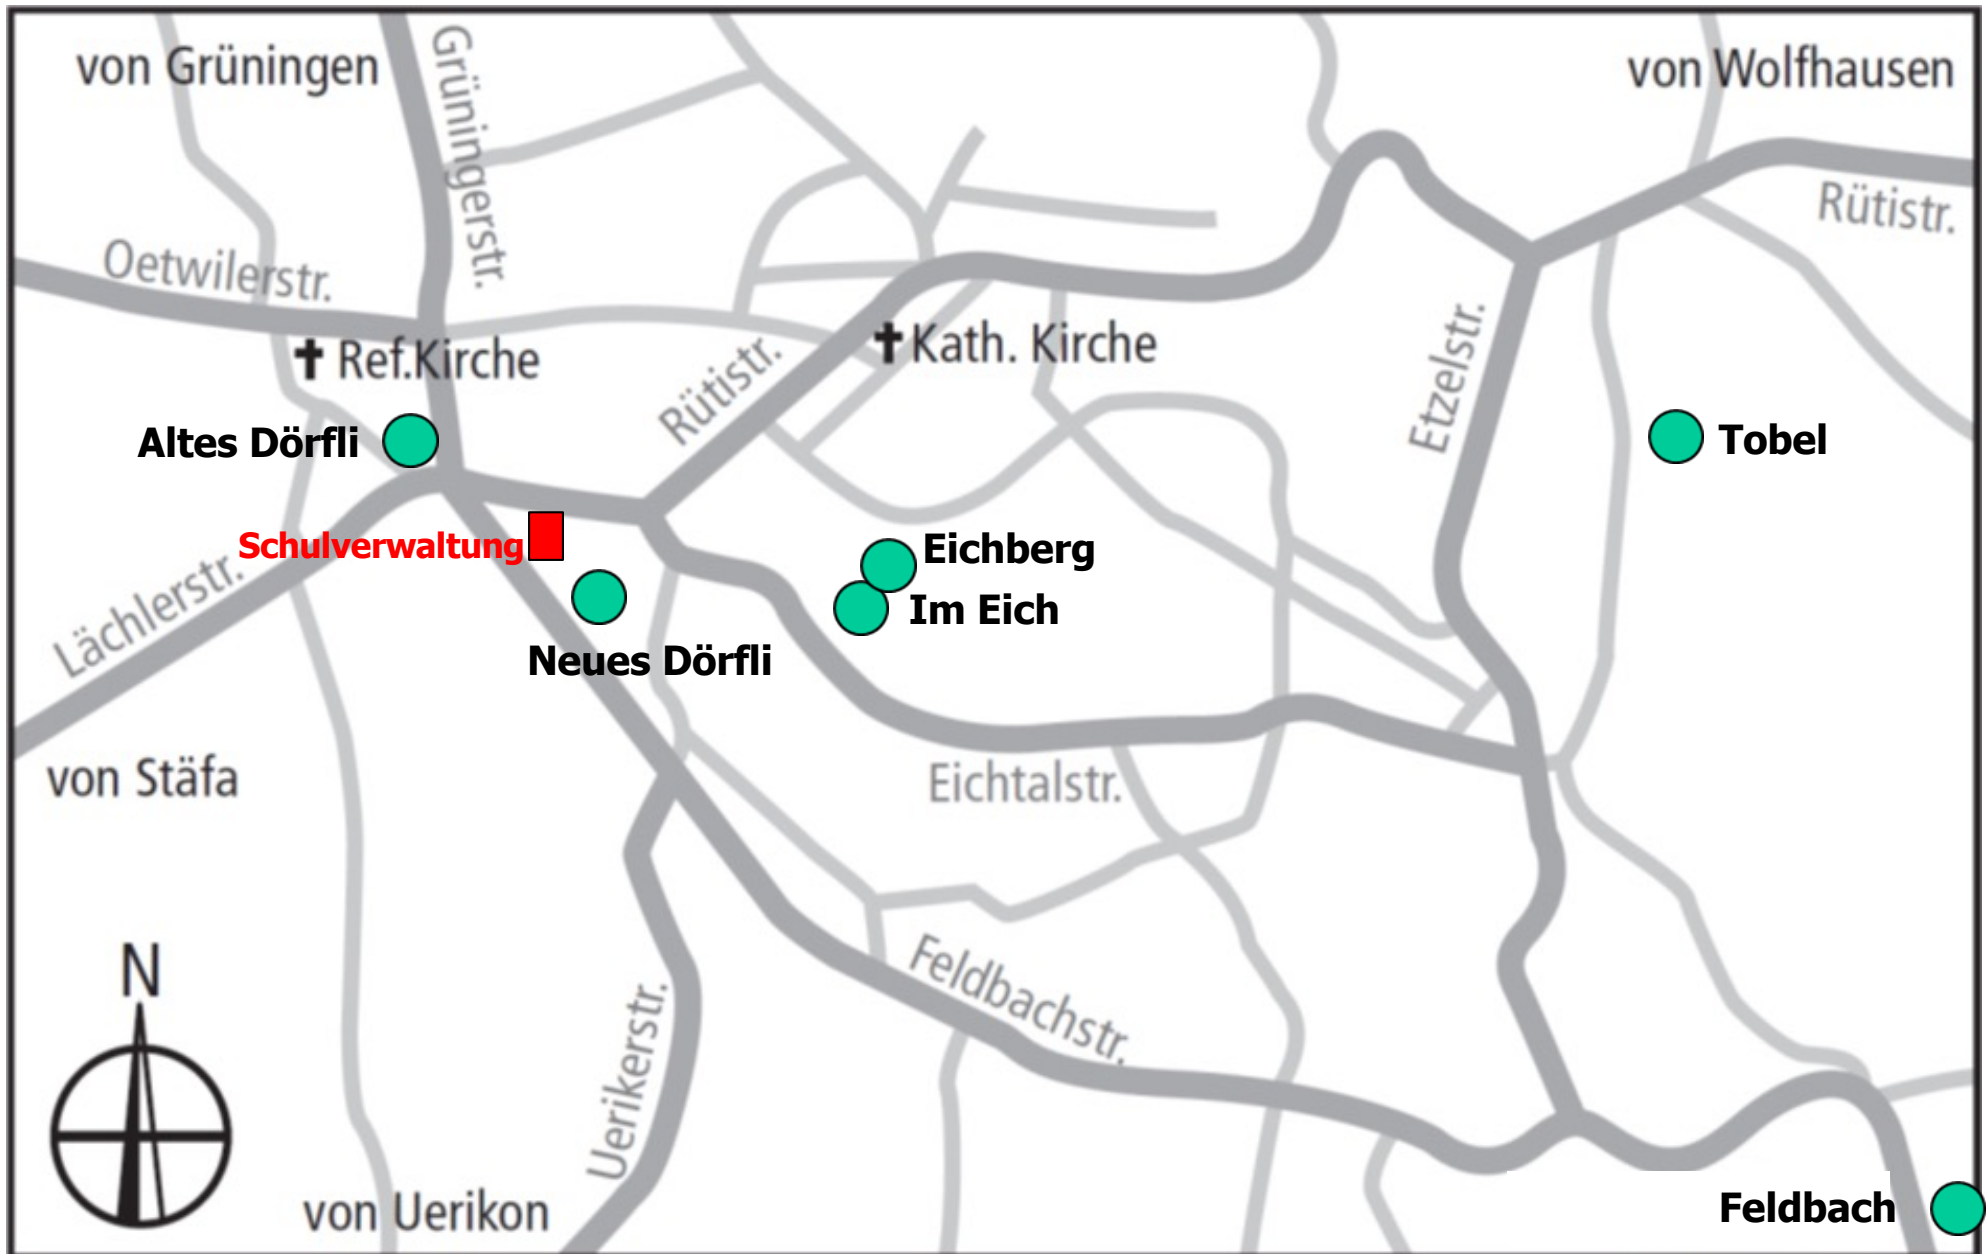 von Grüningen
Grüningerstr.
von Wolfhausen
Rütistr.
Oetwilerstr.
Ref.Kirche
Rütistr.
Kath. Kirche
Etzelstr.
Altes Dörfli
Tobel
Schulverwaltung
Eichberg
Im Eich
Lächlerstr.
Neues Dörfli
von Stäfa
Eichtalstr.
N
Feldbachstr.
Uerikerstr.
von Uerikon
Feldbach